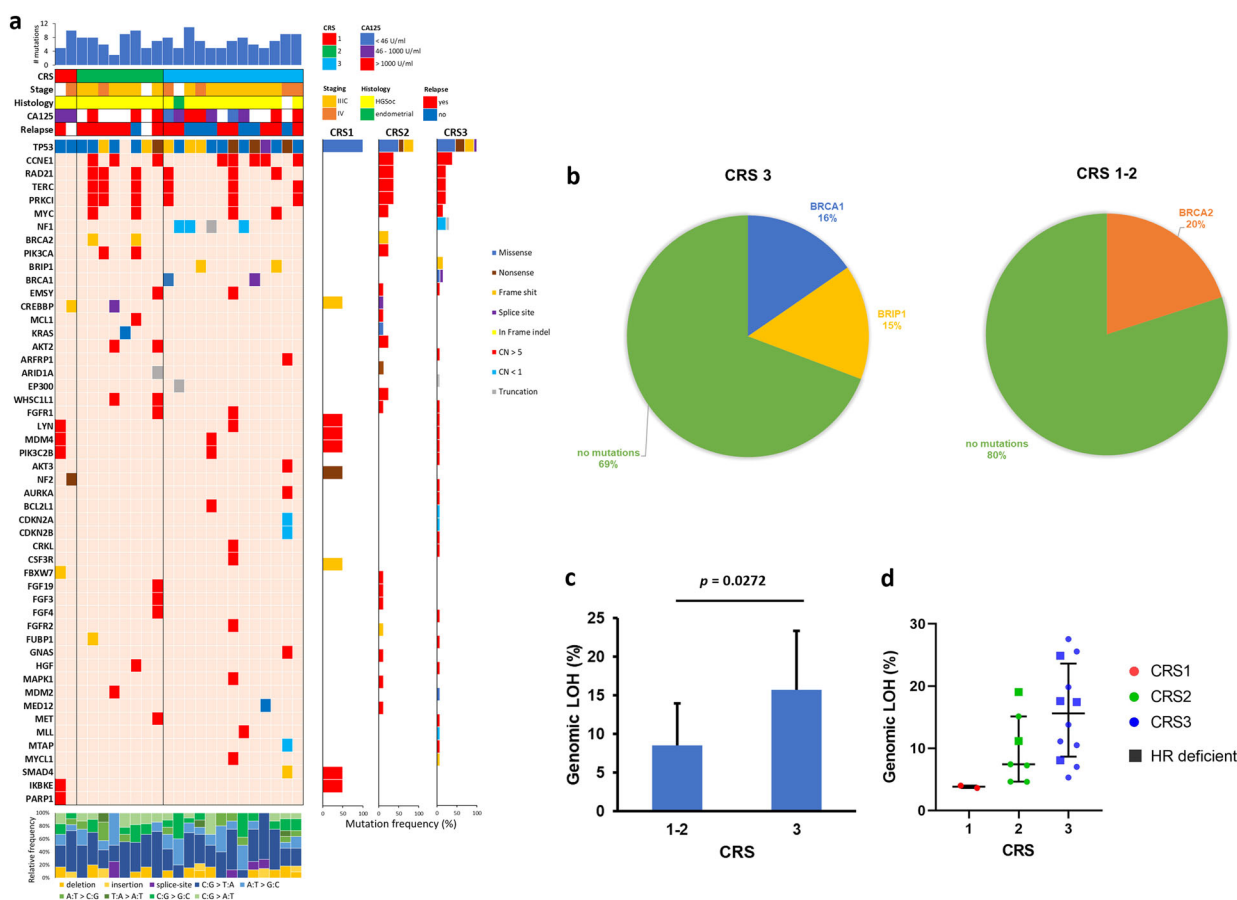 a
# mutations
12
8
4
0
CRS
1
2
3
CA125
< 46 U/ml
46 - 1000 U/ml
> 1000 U/ml
Staging
IIIC
IV
Histology
HGSoc
endometrial
Relapse
yes
no
CRS
Stage
Histology
CA125
Relapse
CRS1
CRS2
CRS3
TP53
CCNE1
RAD21
TERC
PRKCI
MYC
NF1
BRCA2
PIK3CA
BRIP1
BRCA1
EMSY
CREBBP
MCL1
KRAS
AKT2
ARFRP1
ARID1A
EP300
WHSC1L1
FGFR1
LYN
MDM4
PIK3C2B
AKT3
NF2
AURKA
BCL2L1
CDKN2A
CDKN2B
CRKL
CSF3R
FBXW7
FGF19
FGF3
FGF4
FGFR2
FUBP1
GNAS
HGF
MAPK1
MDM2
MED12
MET
MLL
MTAP
MYCL1
SMAD4
IKBKE
PARP1
Missense
Nonsense
Frame shit
Splice site
In Frame indel
CN > 5
CN < 1
Truncation
0 50 100 0 50 100 0 50 100
Mutation frequency (%)
Relative frequency
100%
80%
60%
40%
20%
0%
deletion insertion splice-site C:G > T:A A:T > G:C
A:T > C:G T:A > A:T C:G > G:C C:G > A:T
b
CRS 3
BRCA1
16%
BRIP1
15%
no mutations
69%
CRS 1-2
BRCA2
20%
no mutations
80%
c
p = 0.0272
Genomic LOH (%)
25
20
15
10
5
0
1-2 3
CRS
d
Genomic LOH (%)
30
20
10
0
1 2 3
CRS
CRS1
CRS2
CRS3
HR deficient